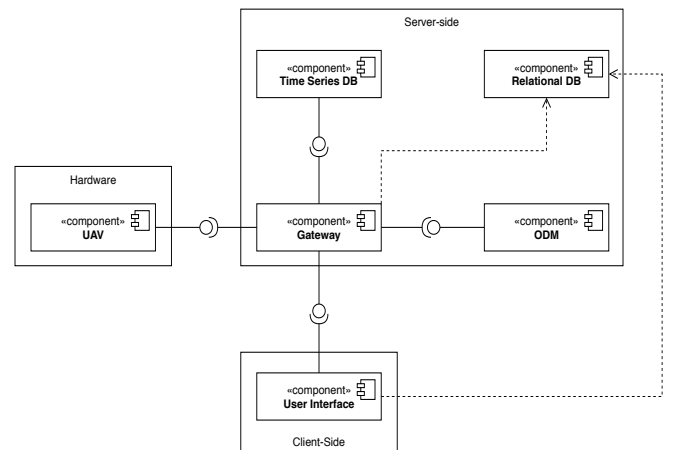 Server-side
«component»
Time Series DB
«component»
Relational DB
Hardware
«component»
UAV
«component»
Gateway
«component»
ODM
«component»
User Interface
Client-Side